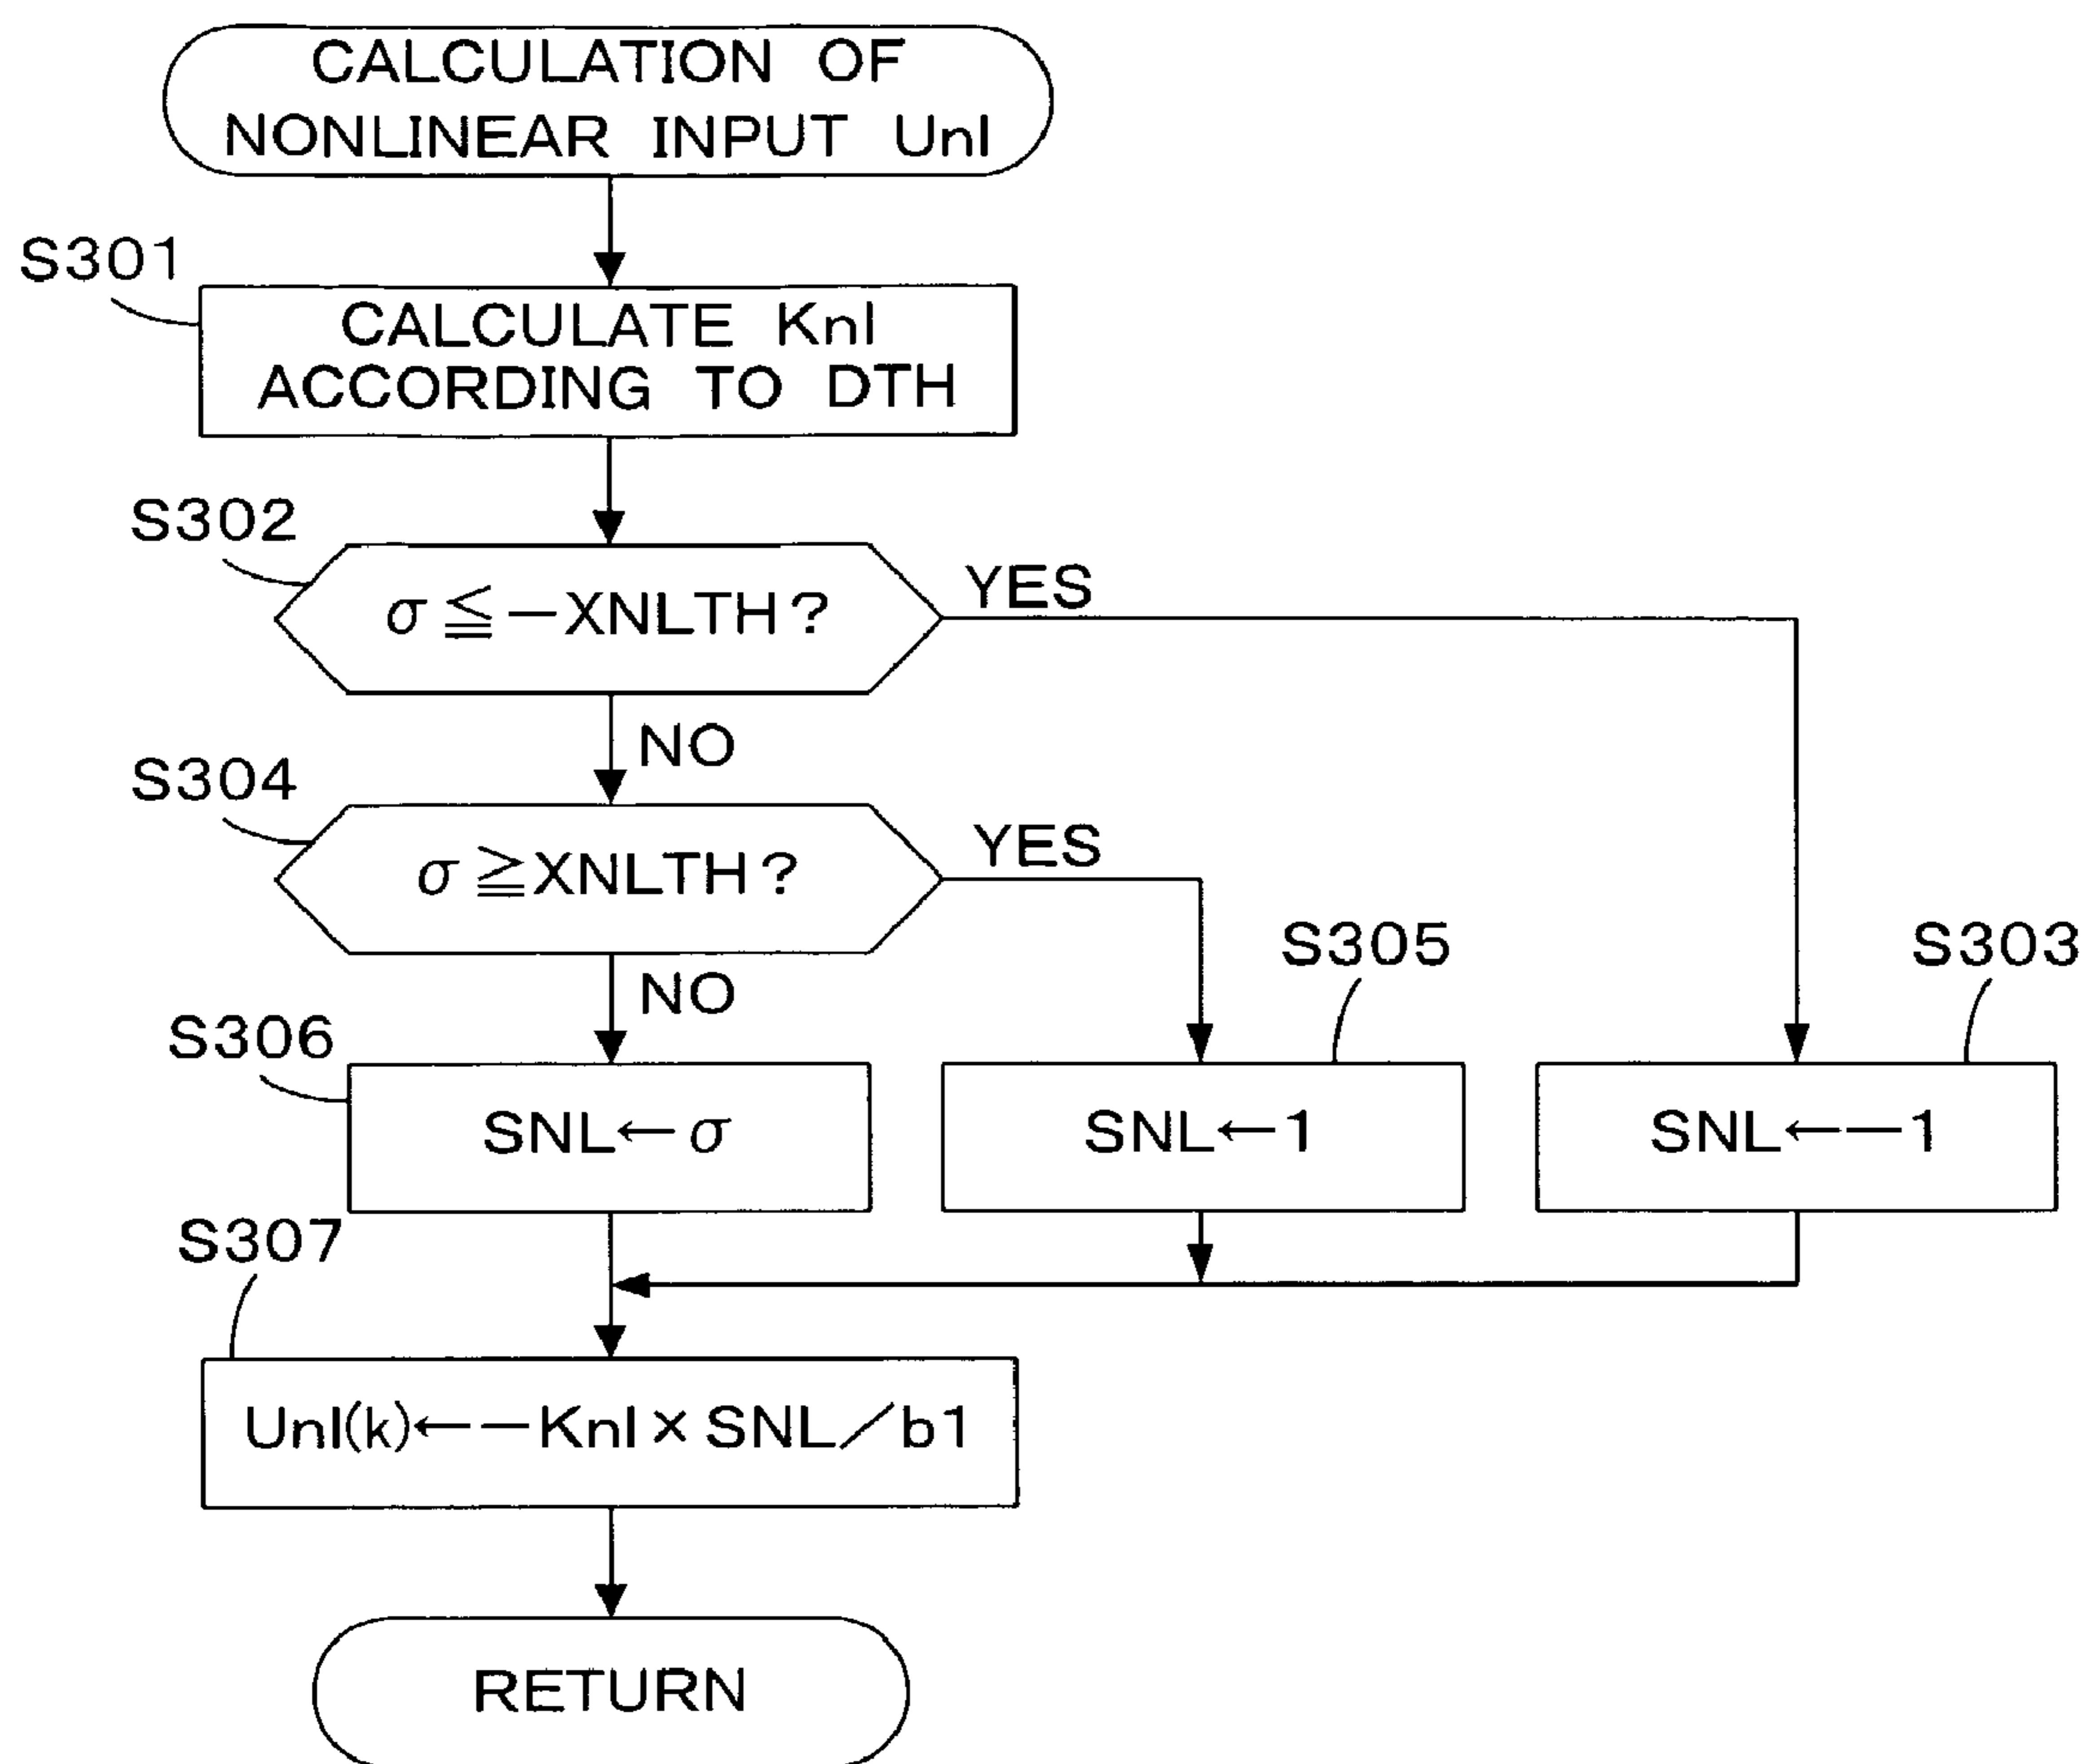 CALCULATION OF
NONLINEAR INPUT Unl
S301
CALCULATE Knl
ACCORDING TO DTH
S302
σ ≦ −XNLTH ?
YES
NO
S304
σ ≧ XNLTH ?
YES
NO
S305
S303
S306
SNL←σ
SNL←1
SNL←−1
S307
Unl(k)←−Knl × SNL／b1
RETURN